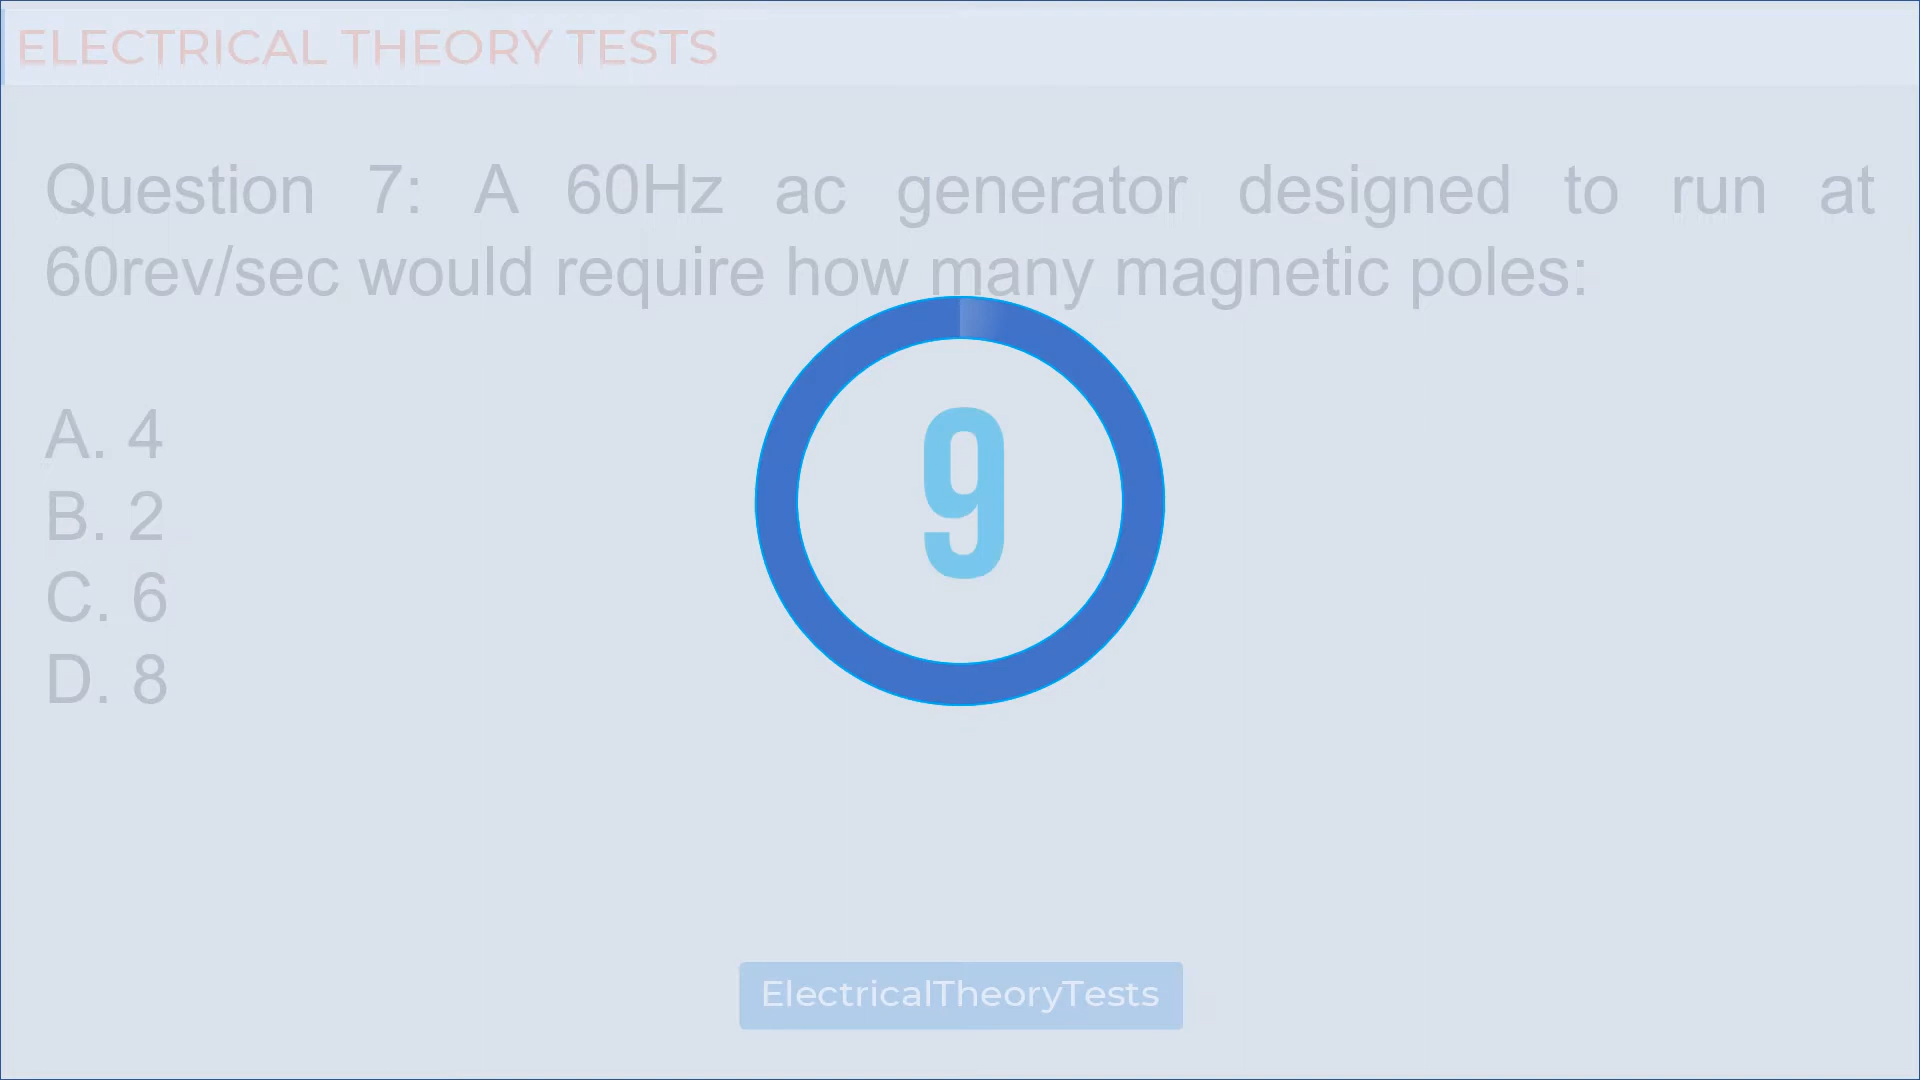 ELECTRICAL THEORY TESTS
Question 7: A 60Hz ac generator designed to run at
60rev/sec would require how many magnetic poles:
A. 4
B. 2
C. 6
D. 8
9
ElectricalTheoryTests